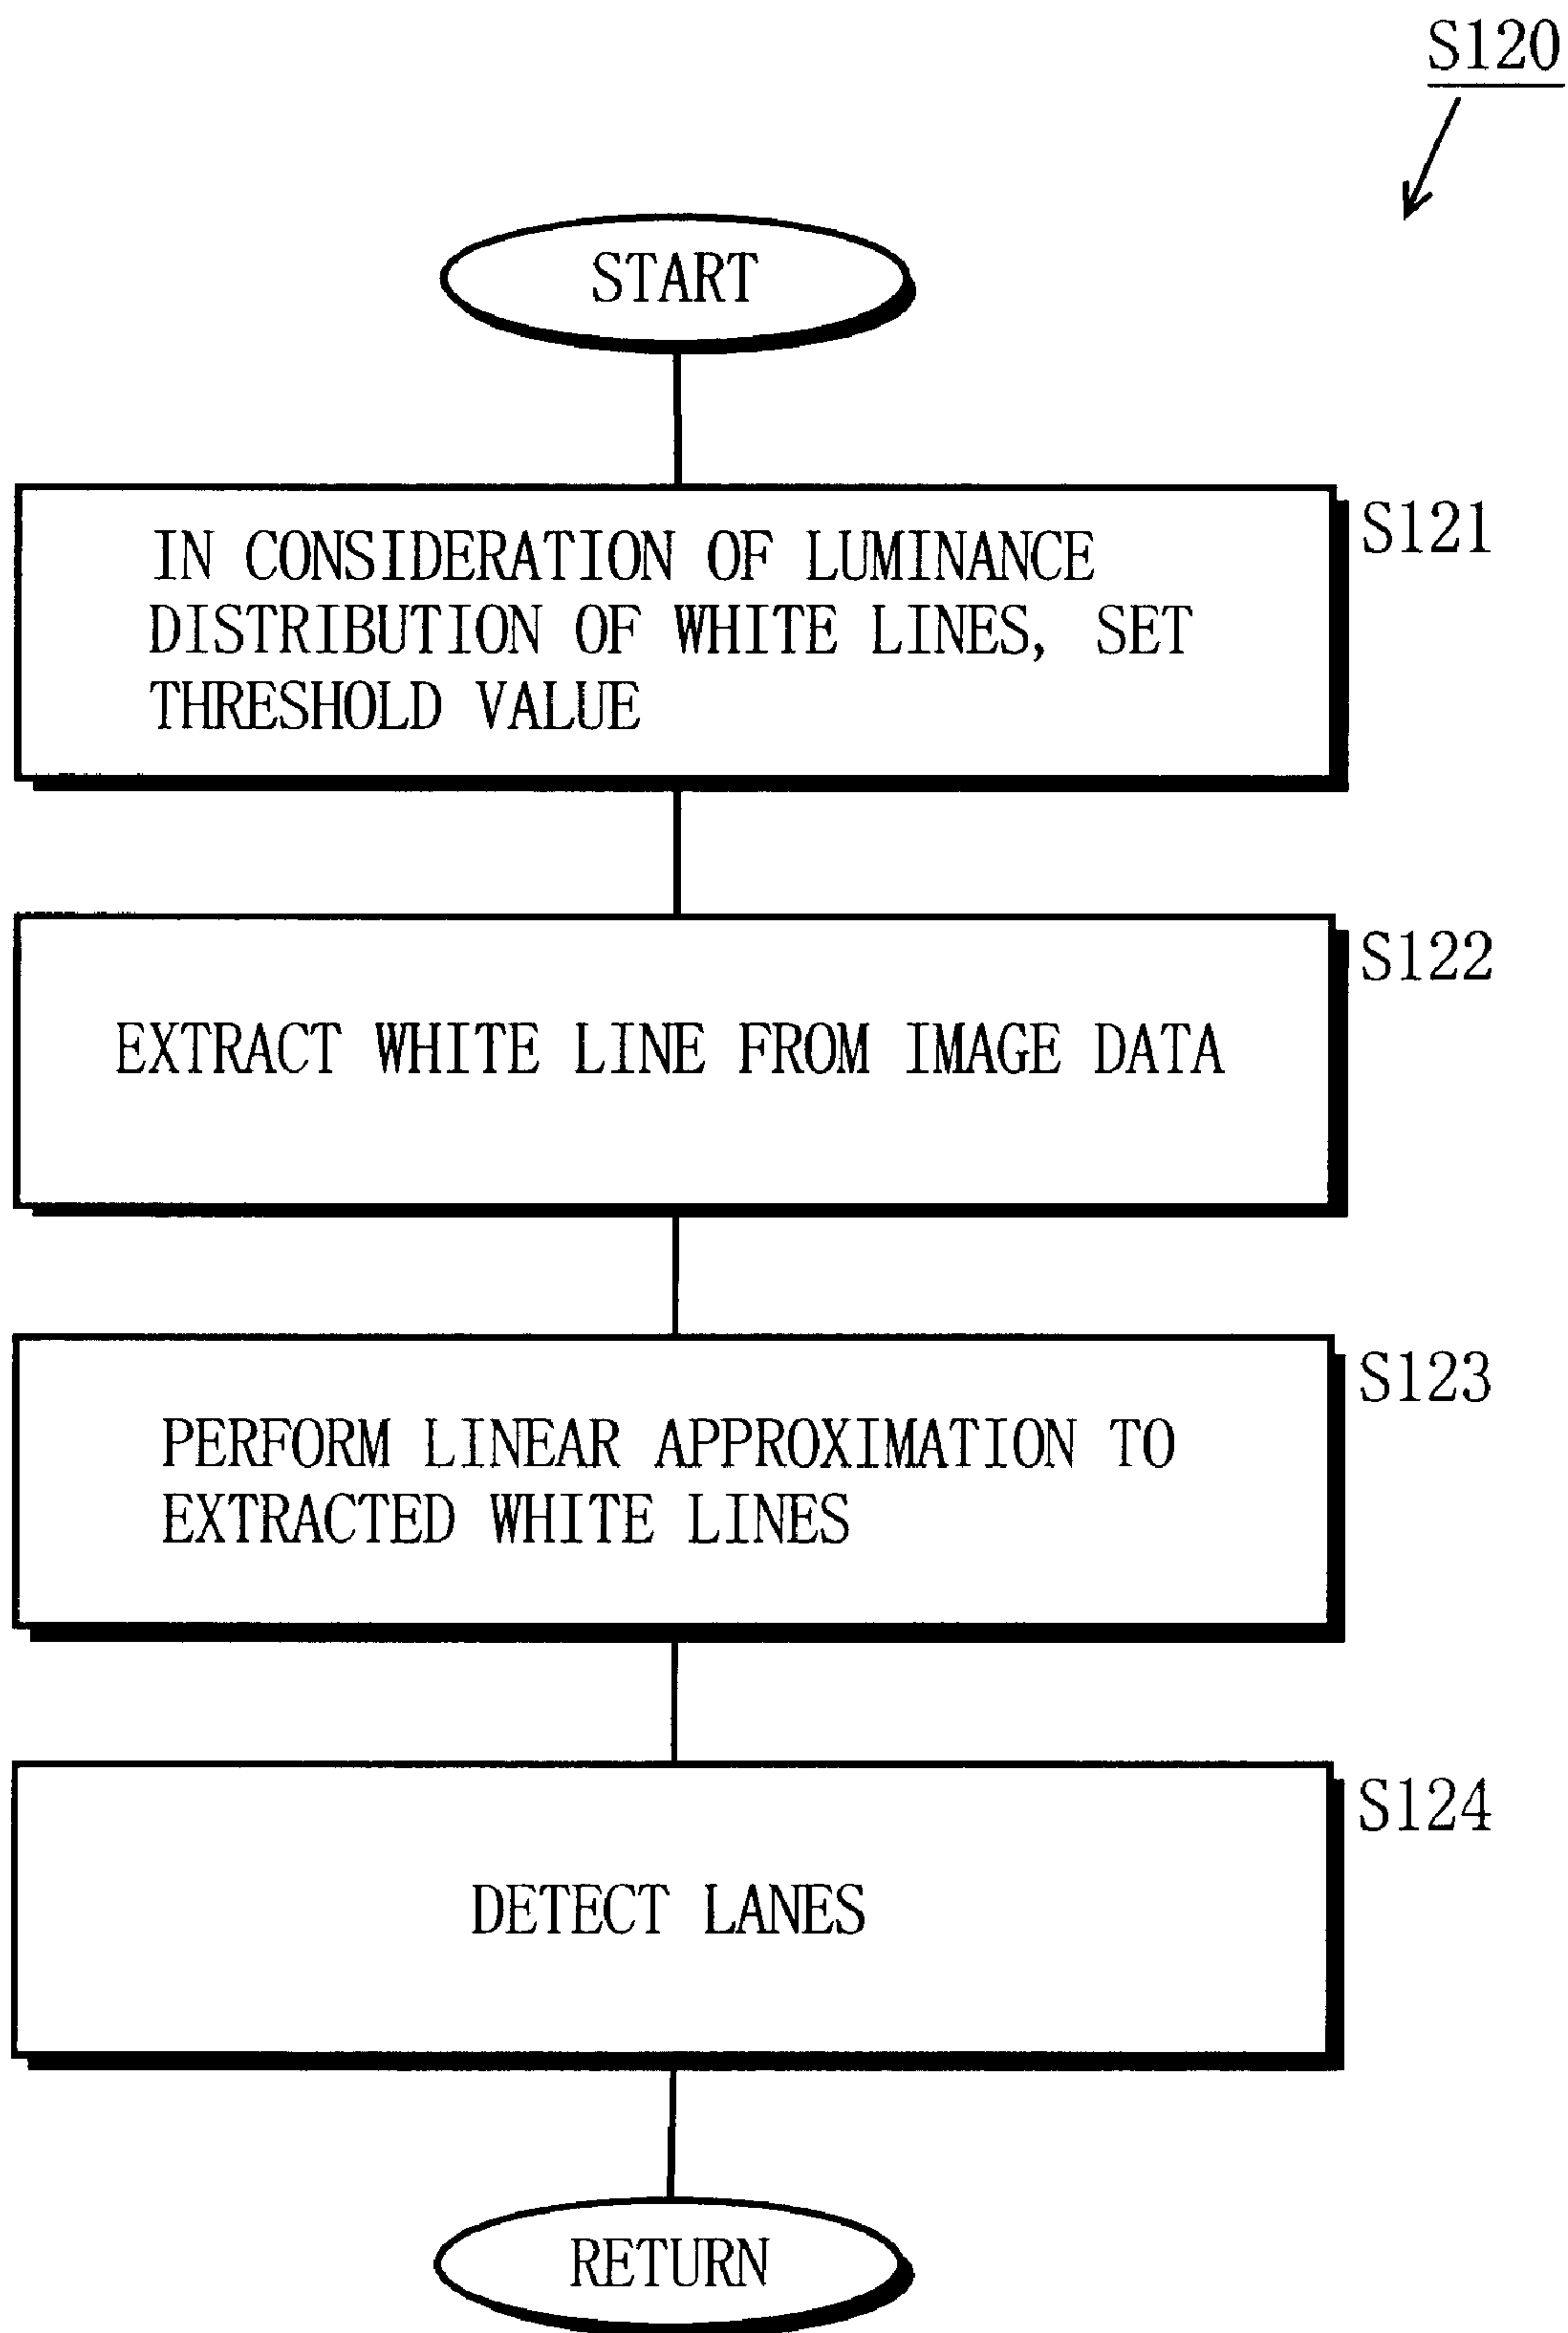 S120
START
S121
IN CONSIDERATION OF LUMINANCE
DISTRIBUTION OF WHITE LINES, SET
THRESHOLD VALUE
S122
EXTRACT WHITE LINE FROM IMAGE DATA
S123
PERFORM LINEAR APPROXIMATION TO
EXTRACTED WHITE LINES
S124
DETECT LANES
RETURN